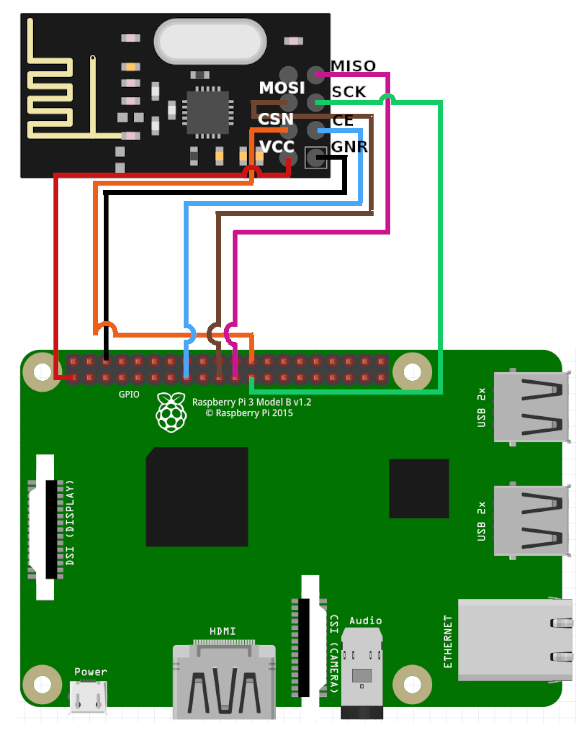 MISO
MOSI
SCK
CSN
CE
VCC
GNR
GPIO
Raspberry Pi 3 Model B v1.2
© Raspberry Pi 2015
USB 2x
DSI (DISPLAY)
USB 2x
CSI (CAMERA)
Audio
ETHERNET
HDMI
Power